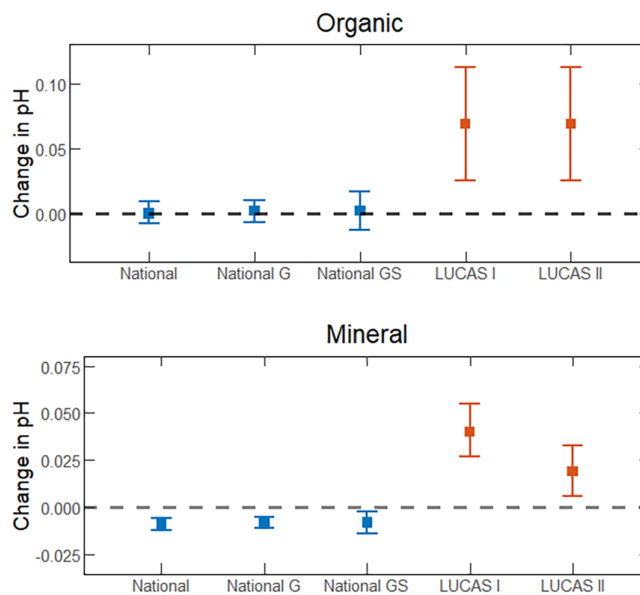 Organic
Change in pH
0.10
0.05
0.00
National National G National GS LUCAS I LUCAS II
Mineral
Change in pH
0.075
0.050
0.025
0.000
-0.025
National National G National GS LUCAS I LUCAS II